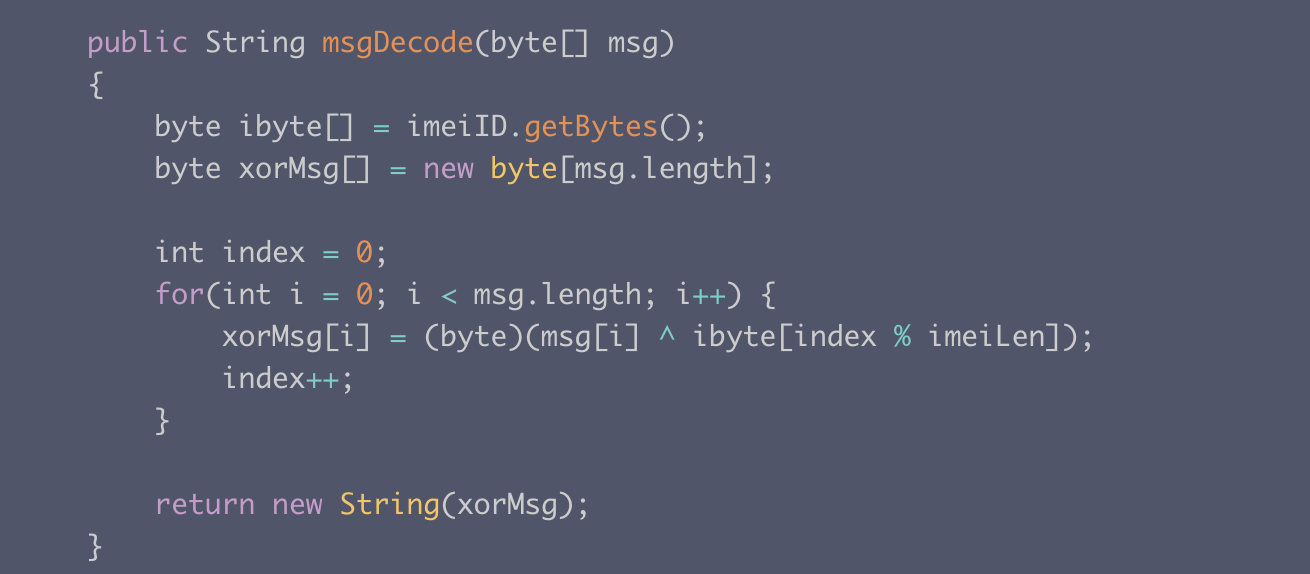 public String msgDecode(byte[] msg)
{
byte ibyte[] = imeiID.getBytes();
byte xorMsg[] = new byte[msg.length];
int index = 0;
for(int i = 0; i < msg.length; i++) {
xorMsg[i] = (byte)(msg[i] ^ ibyte[index % imeiLen]);
index++;
}
return new String(xorMsg);
}